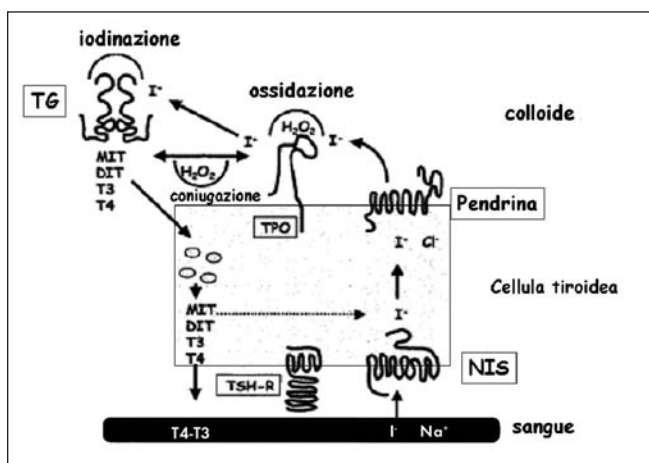 iodinazione
TG
I⁻
ossidazione
H₂O₂
I⁻
I⁻
colloide
MIT
DIT
T3
T4
H₂O₂
coniugazione
Pendrina
TPO
I⁻ Cl⁻
Cellula tiroidea
I⁻
MIT
DIT
T3
T4
TSH-R
NIS
T4-T3
I⁻ Na⁺
sangue